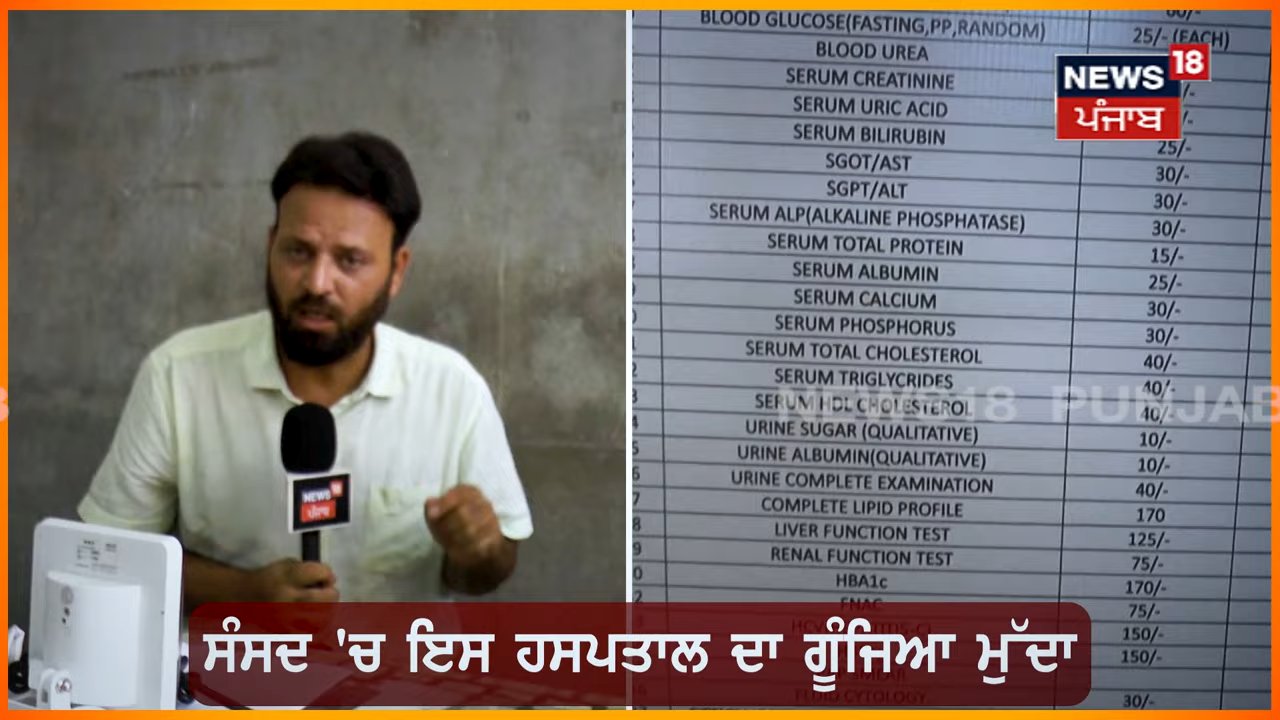 BLOOD GLUCOSE(FASTING,PP,RANDOM) 25/- (EACH)
BLOOD UREA
SERUM CREATININE
SERUM URIC ACID
SERUM BILIRUBIN 25/-
SGOT/AST 30/-
SGPT/ALT 30/-
SERUM ALP(ALKALINE PHOSPHATASE) 30/-
SERUM TOTAL PROTEIN 15/-
SERUM ALBUMIN 25/-
SERUM CALCIUM 30/-
SERUM PHOSPHORUS 30/-
SERUM TOTAL CHOLESTEROL 40/-
SERUM TRIGLYCRIDES 40/-
SERUM HDL CHOLESTEROL 40/-
URINE SUGAR (QUALITATIVE) 10/-
URINE ALBUMIN(QUALITATIVE) 10/-
URINE COMPLETE EXAMINATION 40/-
COMPLETE LIPID PROFILE 170
LIVER FUNCTION TEST 125/-
RENAL FUNCTION TEST 75/-
HBA1c 170/-
FNAC 75/-
150/-
150/-
FLUID CYTOLOGY. 30/-
NEWS 18
ਪੰਜਾਬ
NEWS18 PUNJAB
NEWS 18
ਪੰਜਾਬ
ਸੰਸਦ 'ਚ ਇਸ ਹਸਪਤਾਲ ਦਾ ਗੂੰਜਿਆ ਮੁੱਦਾ